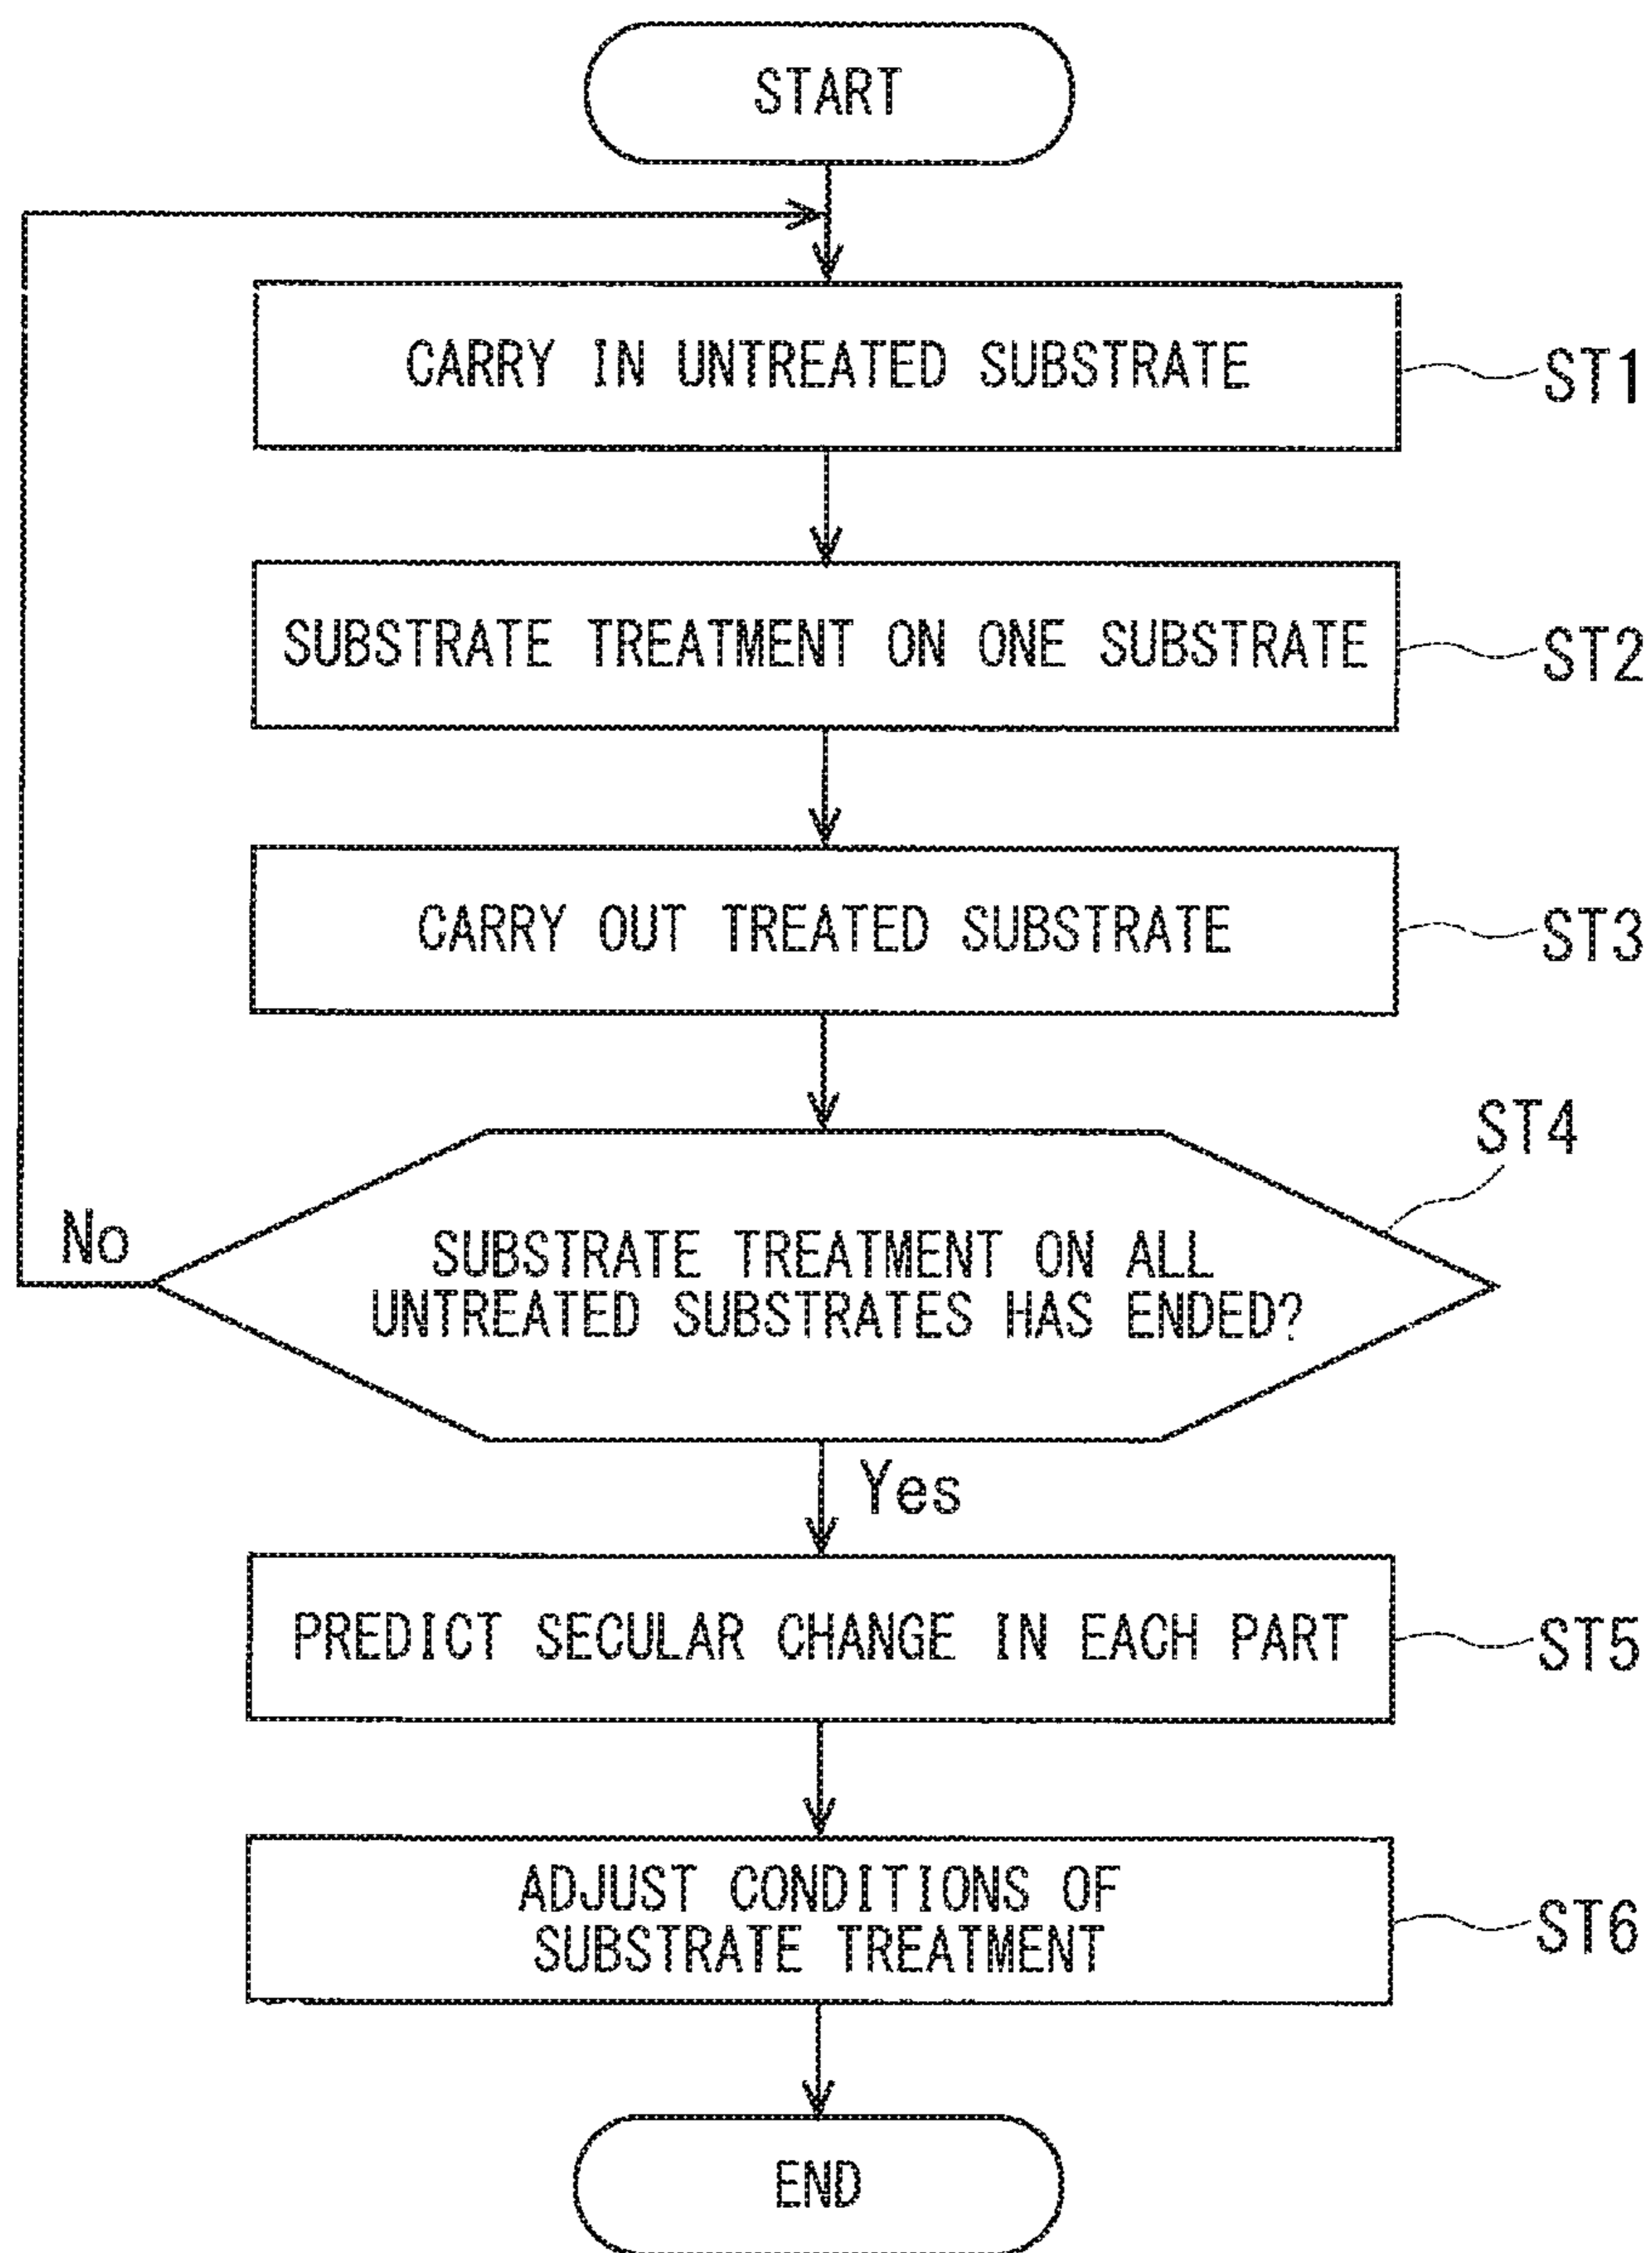 START
CARRY IN UNTREATED SUBSTRATE
ST1
SUBSTRATE TREATMENT ON ONE SUBSTRATE
ST2
CARRY OUT TREATED SUBSTRATE
ST3
ST4
SUBSTRATE TREATMENT ON ALL
UNTREATED SUBSTRATES HAS ENDED?
No
Yes
PREDICT SECULAR CHANGE IN EACH PART
ST5
ADJUST CONDITIONS OF
SUBSTRATE TREATMENT
ST6
END